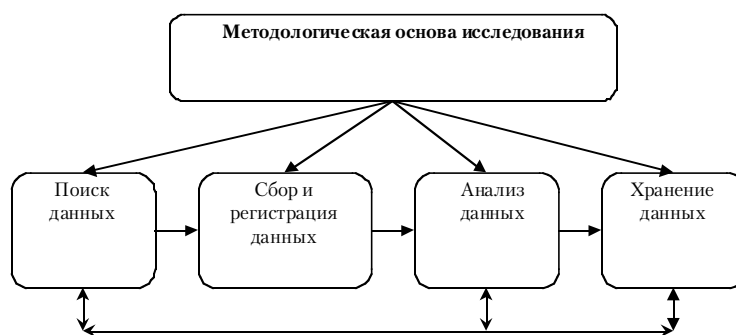 Методологическая основа исследования
Поиск
данных
Сбор и
регистрация
данных
Анализ
данных
Хранение
данных